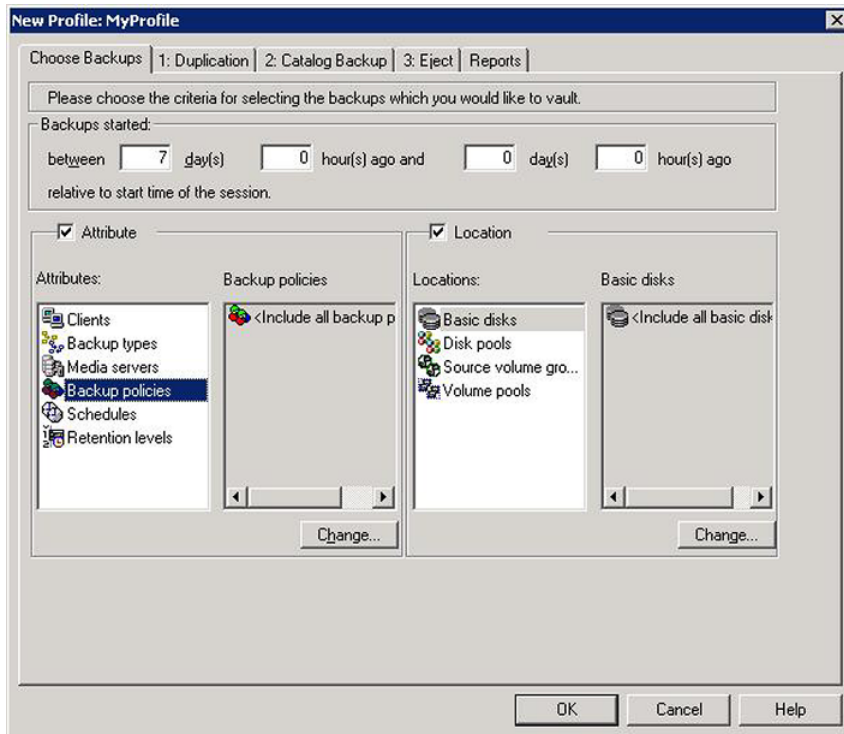 New Profile: MyProfile
Choose Backups 1: Duplication 2: Catalog Backup 3: Eject Reports
Please choose the criteria for selecting the backups which you would like to vault.
Backups started:
between 7 day(s) 0 hour(s) ago and 0 day(s) 0 hour(s) ago
relative to start time of the session.
Attribute
Location
Attributes:
Backup policies
Locations:
Basic disks
Clients
Backup types
Media servers
Backup policies
Schedules
Retention levels
<Include all backup p
Basic disks
Disk pools
Source volume gro...
Volume pools
<Include all basic disk
Change...
Change...
OK Cancel Help